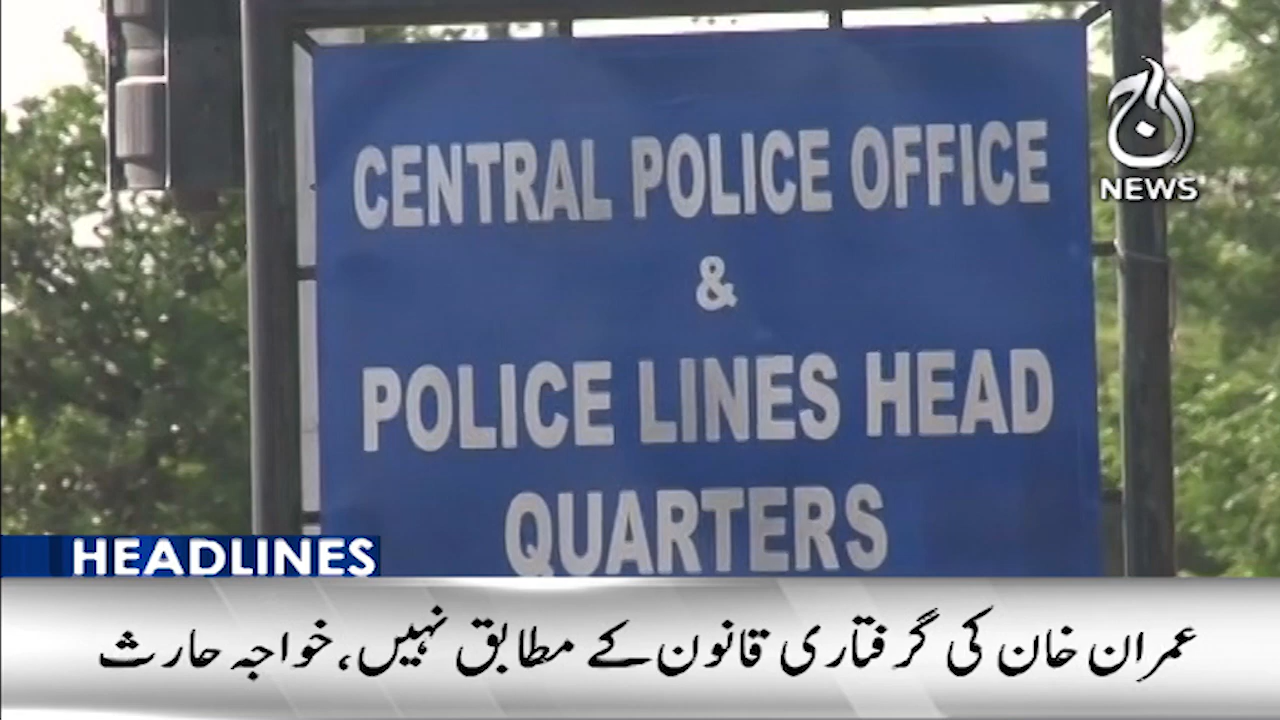 CENTRAL POLICE OFFICE
&
POLICE LINES HEAD
QUARTERS
آج
NEWS
HEADLINES
عمران خان کی گرفتاری قانون کے مطابق نہیں، خواجہ حارث